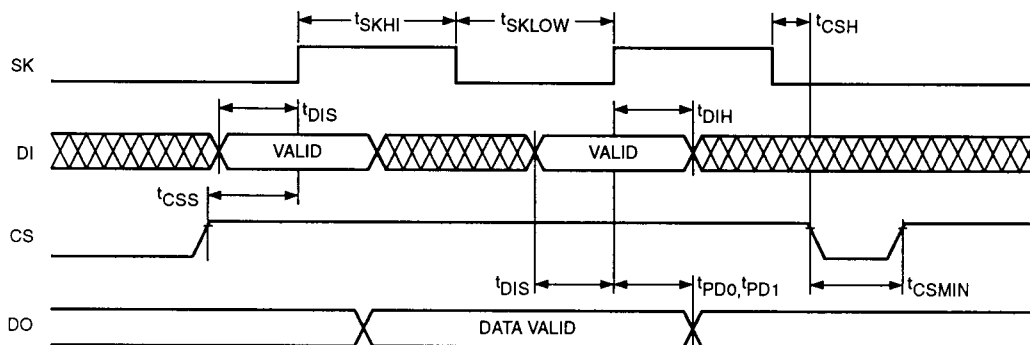 tSKHI
tSKLOW
tCSH
SK
tDIS
tDIH
DI
VALID
VALID
tCSS
CS
tDIS
tPD0,tPD1
tCSMIN
DO
DATA VALID